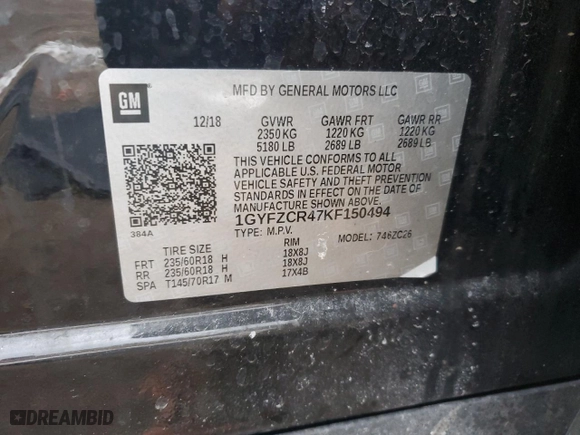 MFD BY GENERAL MOTORS LLC
GM
12/18 GVWR GAWR FRT GAWR RR
2350 KG 1220 KG 1220 KG
5180 LB 2689 LB 2689 LB
THIS VEHICLE CONFORMS TO ALL
APPLICABLE U.S. FEDERAL MOTOR
VEHICLE SAFETY AND THEFT PREVENTION
STANDARDS IN EFFECT ON THE DATE OF
MANUFACTURE SHOWN ABOVE.
1GYFZCR47KF150494
384A
TYPE: M.P.V. MODEL: 746ZC26
TIRE SIZE RIM
FRT 235/60R18 H 18X8J
RR 235/60R18 H 18X8J
SPA T145/70R17 M 17X4B
DREAMBID